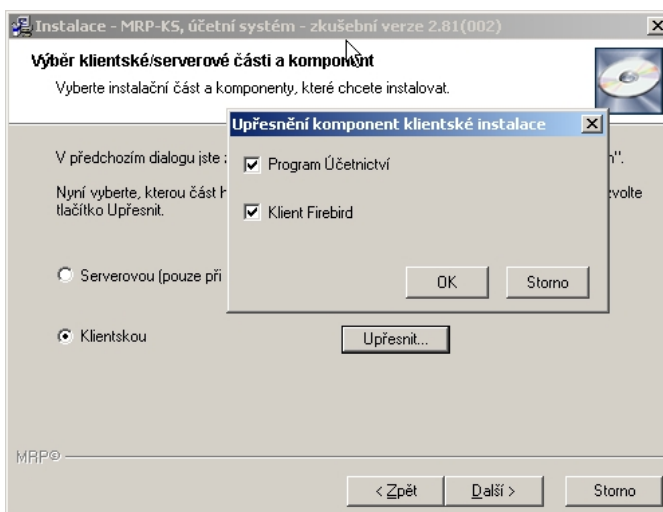 Instalace - MRP-KS, účetní systém - zkušební verze 2.81(002)
Výběr klientské/serverové části a komponent
Vyberte instalační část a komponenty, které chcete instalovat.
Upřesnění komponent klientské instalace
V předchozím dialogu jste
Program Účetnictví
Nyní vyberte, kterou část
zvolte
tlačítko Upřesnit.
Klient Firebird
OK
Storno
Serverovou (pouze při
Klientskou
Upřesnit...
MRP©
< Zpět
Další >
Storno